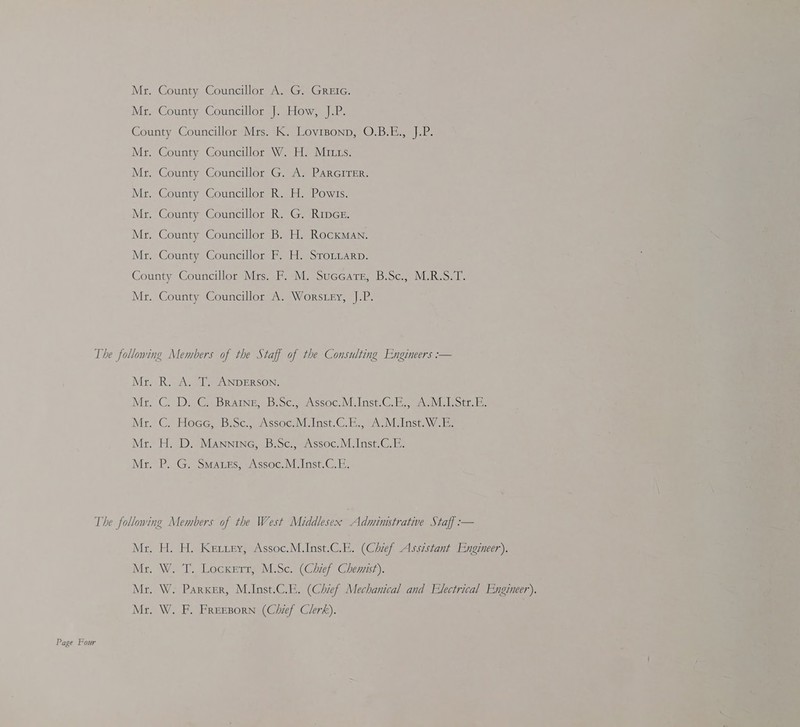 Mr. County Councillor A. G. GREIG.
Mr. County Councillor J. How, J.P.
County Councillor Mrs. K. LOVIBOND, O.B.E., J.P.
Mr. County Councillor W. H. MILLS.
Mr. County Councillor G. A. PARGITER.
Mr. County Councillor R. H. POWIS.
Mr. County Councillor R. G. RIDGE.
Mr. County Councillor B. H. ROCKMAN.
Mr. County Councillor F. H. STOLLARD.
County Councillor Mrs. F. M. SUGGATE, B.Sc., M.R.S.T.
Mr. County Councillor A. WORSLEY, J.P.
The following Members of the Staff of the Consulting Engineers :—
Mr. R. A. T. ANDERSON.
Mr. C. D. C. BRAINE, B.Sc., Assoc.M.Inst.C.E., A.M.I.Str.E.
Mr. C. HOGG, B.Sc., Assoc.M.Inst.C.E., A.M.Inst.W.E.
Mr. H. D. MANNING, B.Sc., Assoc.M.Inst.C.E.
Mr. P. G. SMALES, Assoc.M.Inst.C.E.
The following Members of the West Middlesex Administrative Staff :—
Mr. H. H. KELLEY, Assoc.M.Inst.C.E. (Chief Assistant Engineer).
Mr. W. T. LOCKETT, M.Sc. (Chief Chemist).
Mr. W. PARKER, M.Inst.C.E. (Chief Mechanical and Electrical Engineer).
Mr. W. F. FREEBORN (Chief Clerk).
Page Four